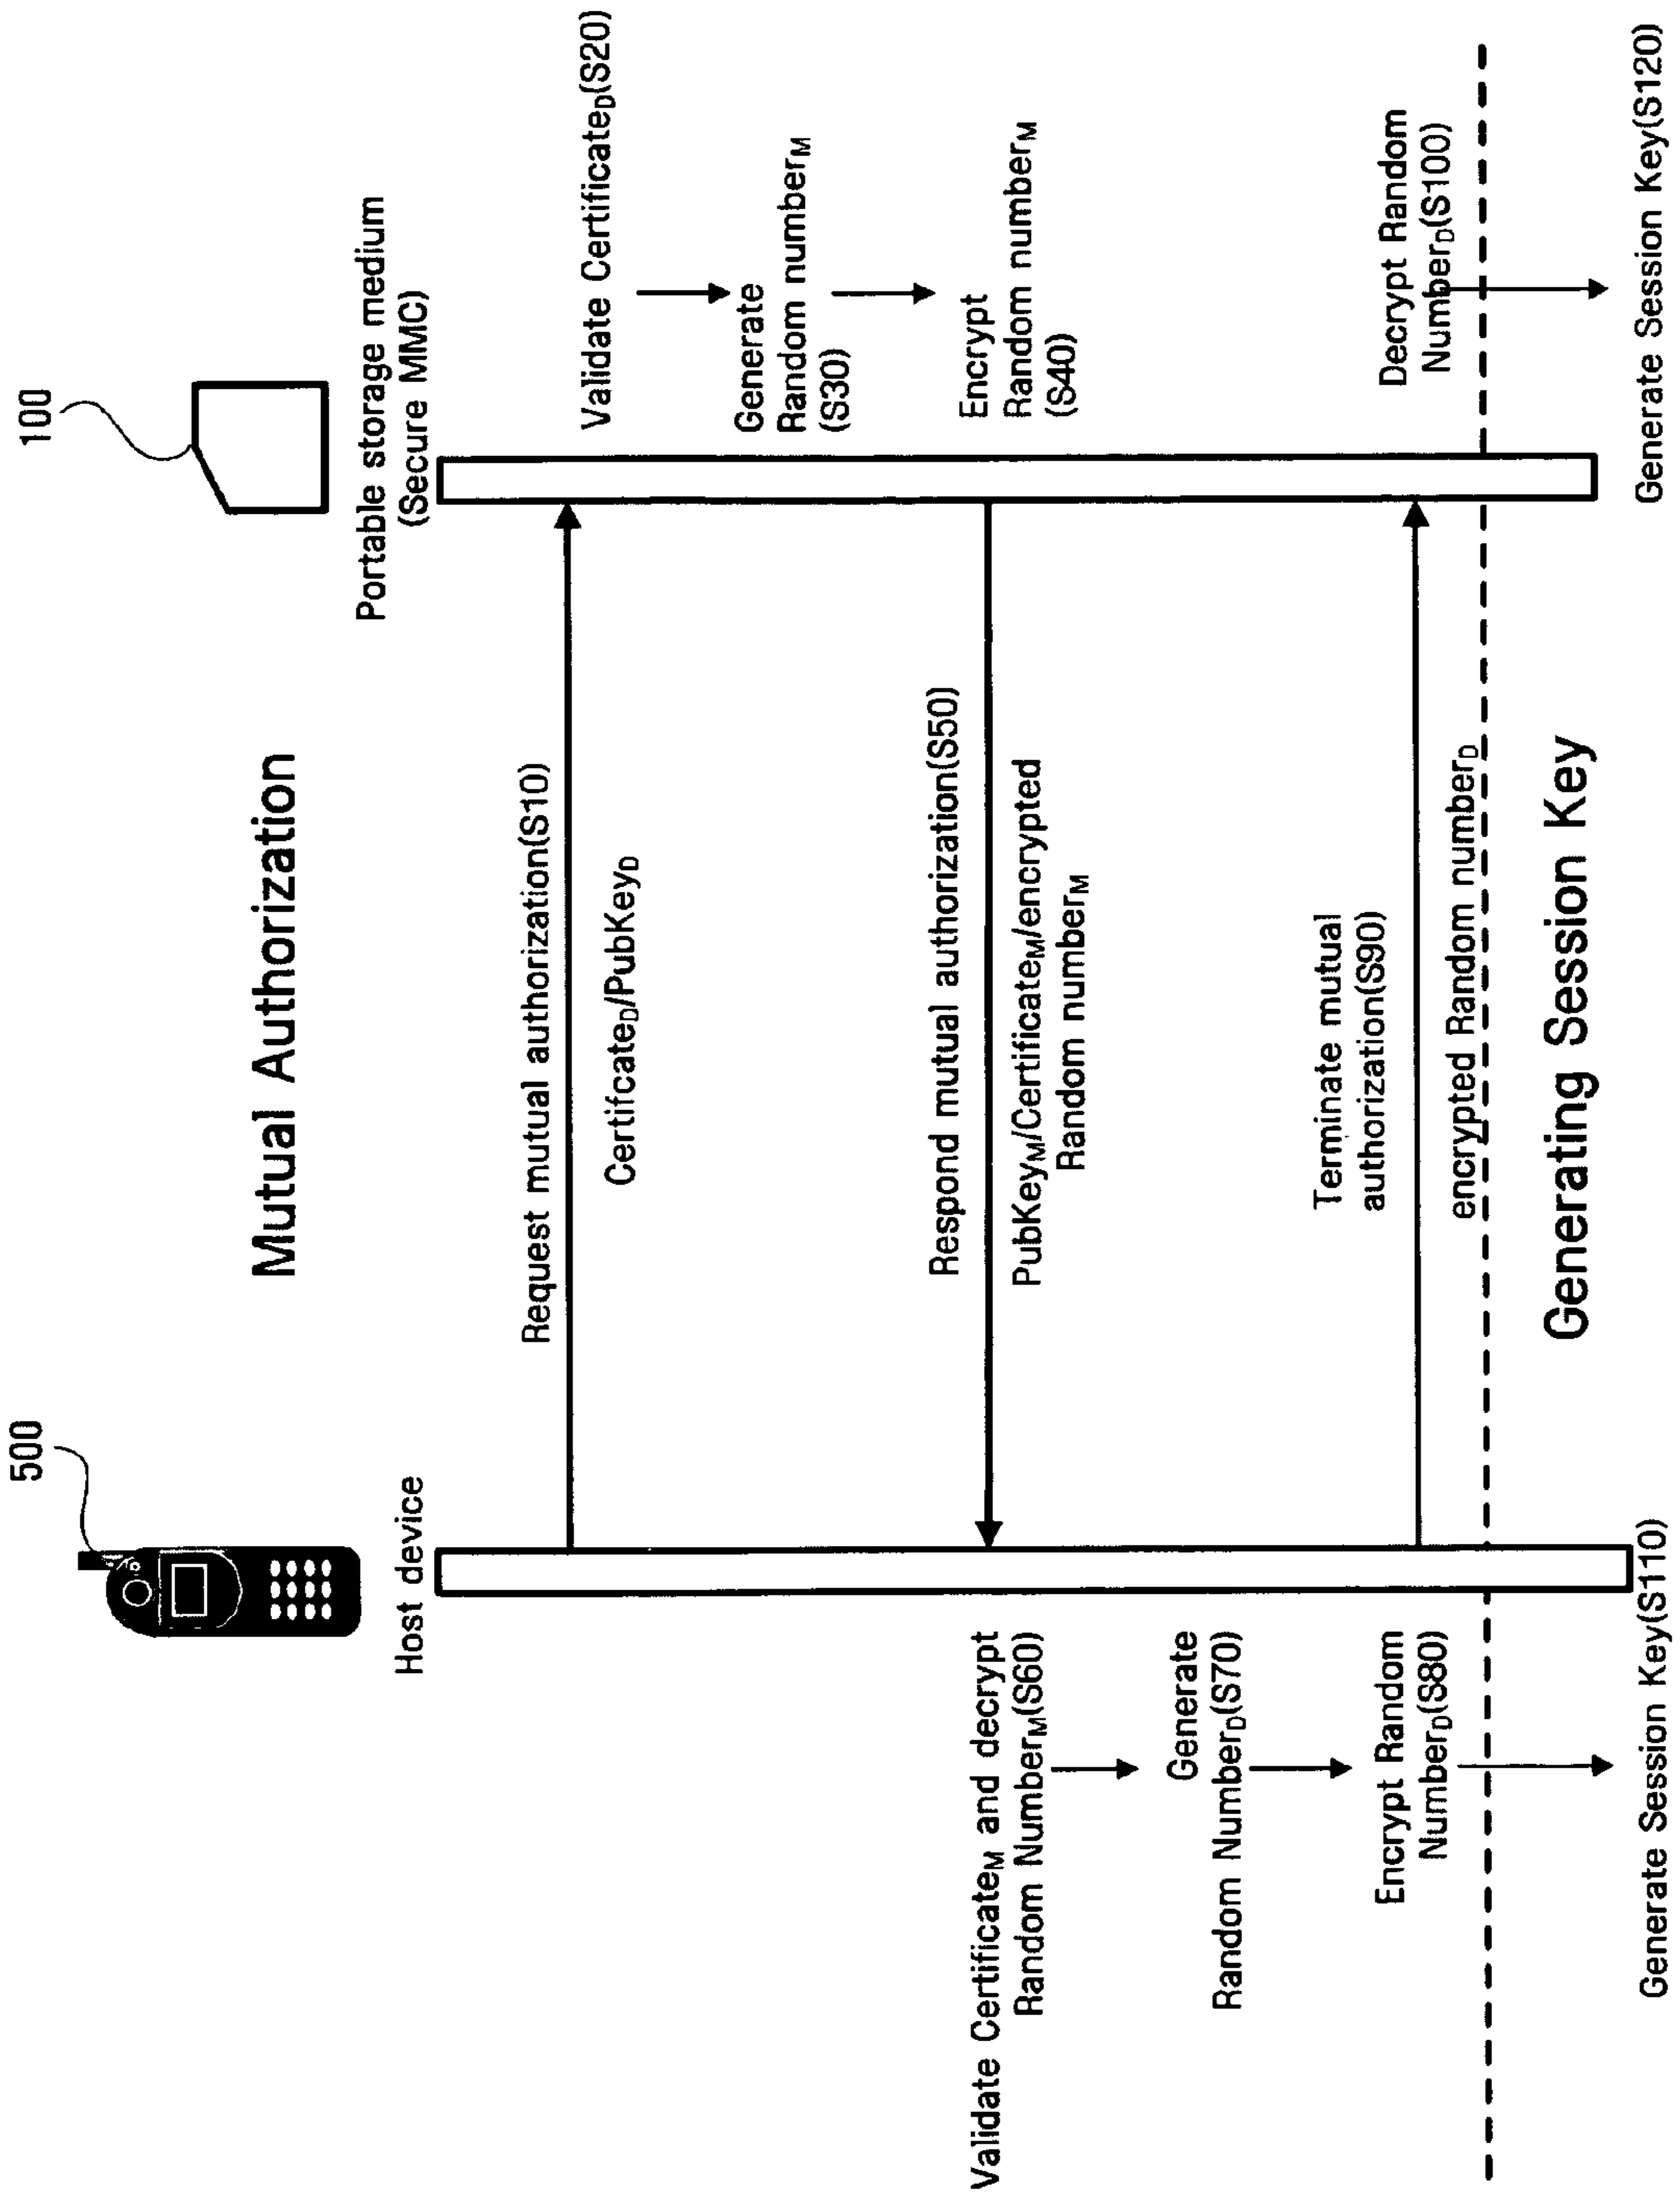 Mutual Authorization
500
Host device
100
Portable storage medium
(Secure MMC)
Request mutual authorization(S10)
CertifcateD/PubKeyD
Validate CertificateD(S20)
Generate
Random numberM
(S30)
Encrypt
Random numberM
(S40)
Respond mutual authorization(S50)
PubKeyM/CertificateM/encrypted
Random numberM
Validate CertificateM and decrypt
Random NumberM(S60)
Generate
Random NumberD(S70)
Encrypt Random
NumberD(S80)
Terminate mutual
authorization(S90)
encrypted Random numberD
Decrypt Random
NumberD(S100)
Generating Session Key
Generate Session Key(S110)
Generate Session Key(S120)